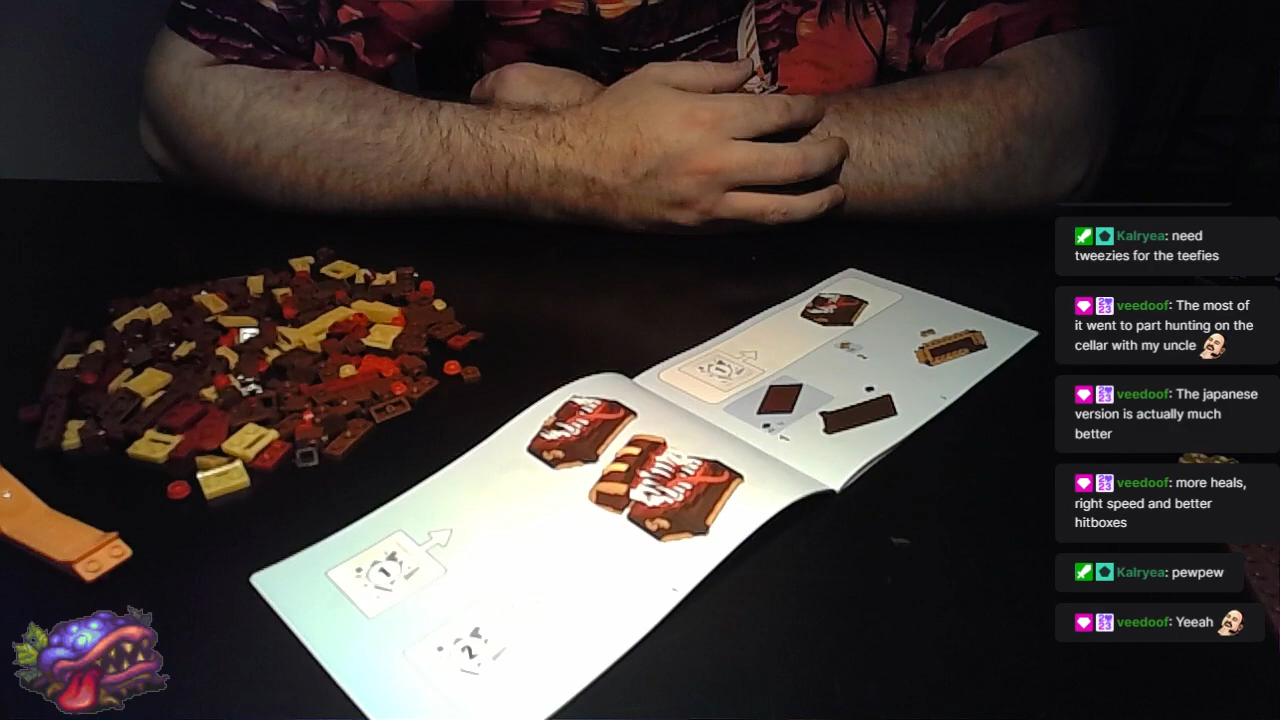 Kalryea: need
tweezies for the teefies
veedoof: The most of
it went to part hunting on the
cellar with my uncle
veedoof: The japanese
version is actually much
better
veedoof: more heals,
right speed and better
hitboxes
Kalryea: pewpew
veedoof: Yeeah
1
2
1